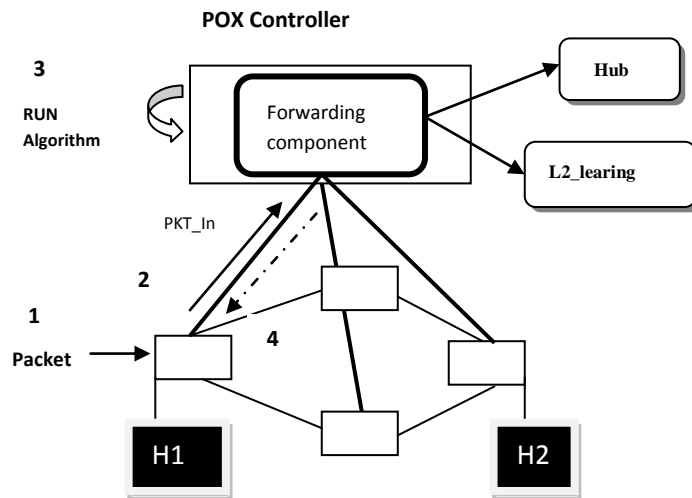 POX Controller
3
RUN
Algorithm
Forwarding
component
Hub
L2_learing
PKT_In
2
1
Packet
4
H1
H2